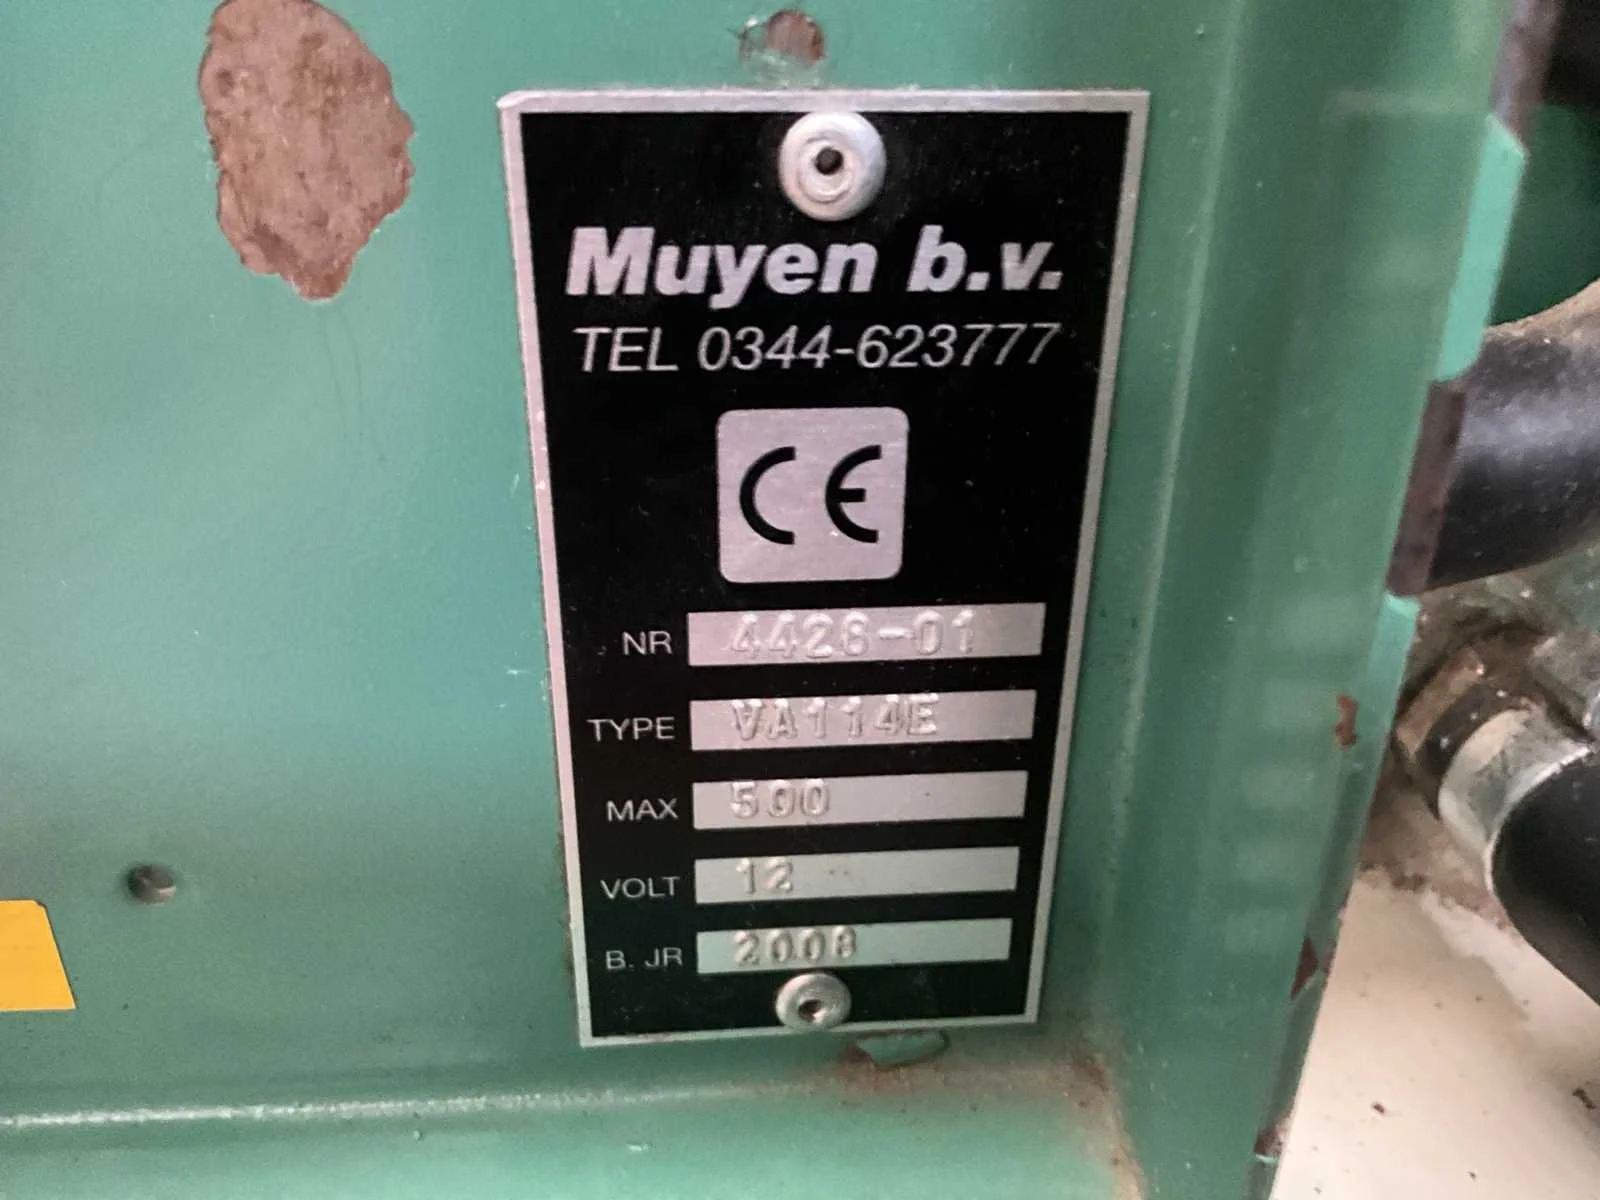 Muyen b.v.
TEL 0344-623777
CE
NR 4426-01
TYPE VA114E
MAX 500
VOLT 12
B. JR 2008